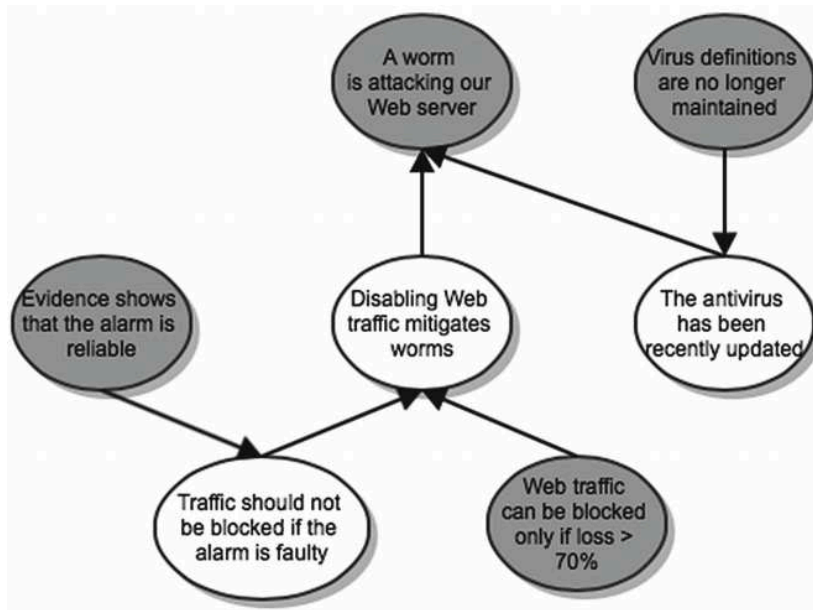 A worm
is attacking our
Web server
Virus definitions
are no longer
maintained
Evidence shows
that the alarm is
reliable
Disabling Web
traffic mitigates
worms
The antivirus
has been
recently updated
Traffic should not
be blocked if the
alarm is faulty
Web traffic
can be blocked
only if loss >
70%